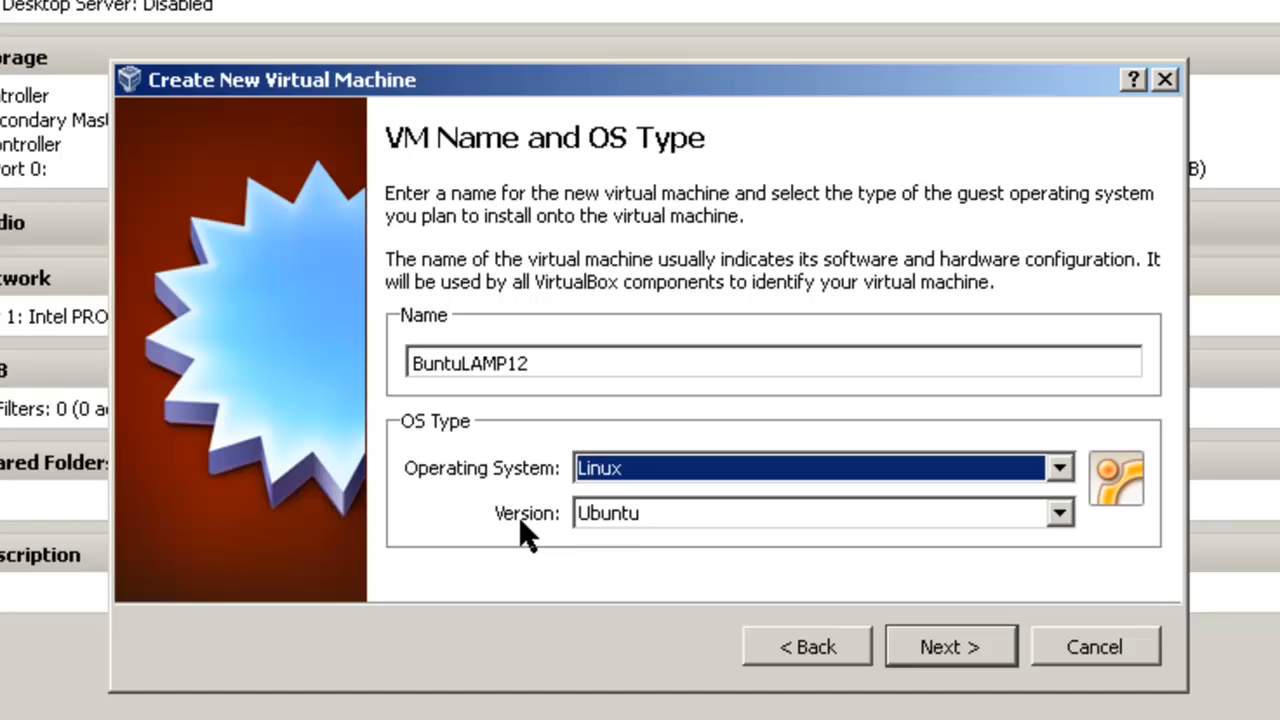 Desktop Server: Disabled
orage
troller
condary Mast
ontroller
ort 0:
B)
dio
twork
r 1: Intel PRO
B
Filters: 0 (0 ac
ared Folders
scription
Create New Virtual Machine
?
VM Name and OS Type
Enter a name for the new virtual machine and select the type of the guest operating system
you plan to install onto the virtual machine.
The name of the virtual machine usually indicates its software and hardware configuration. It
will be used by all VirtualBox components to identify your virtual machine.
Name
BuntuLAMP12
OS Type
Operating System: Linux
Version: Ubuntu
< Back
Next >
Cancel